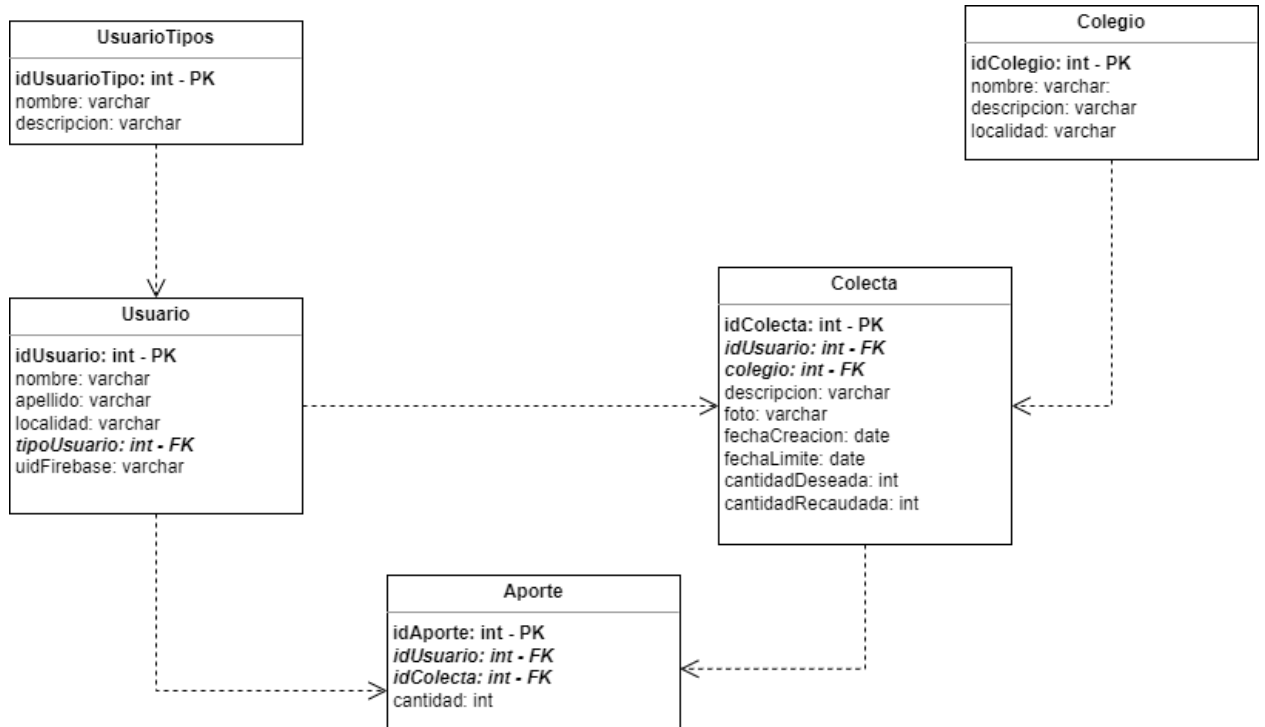 UsuarioTipos
idUsuarioTipo: int - PK
nombre: varchar
descripcion: varchar
Colegio
idColegio: int - PK
nombre: varchar:
descripcion: varchar
localidad: varchar
Usuario
idUsuario: int - PK
nombre: varchar
apellido: varchar
localidad: varchar
tipoUsuario: int - FK
uidFirebase: varchar
Colecta
idColecta: int - PK
idUsuario: int - FK
colegio: int - FK
descripcion: varchar
foto: varchar
fechaCreacion: date
fechaLimite: date
cantidadDeseada: int
cantidadRecaudada: int
Aporte
idAporte: int - PK
idUsuario: int - FK
idColecta: int - FK
cantidad: int